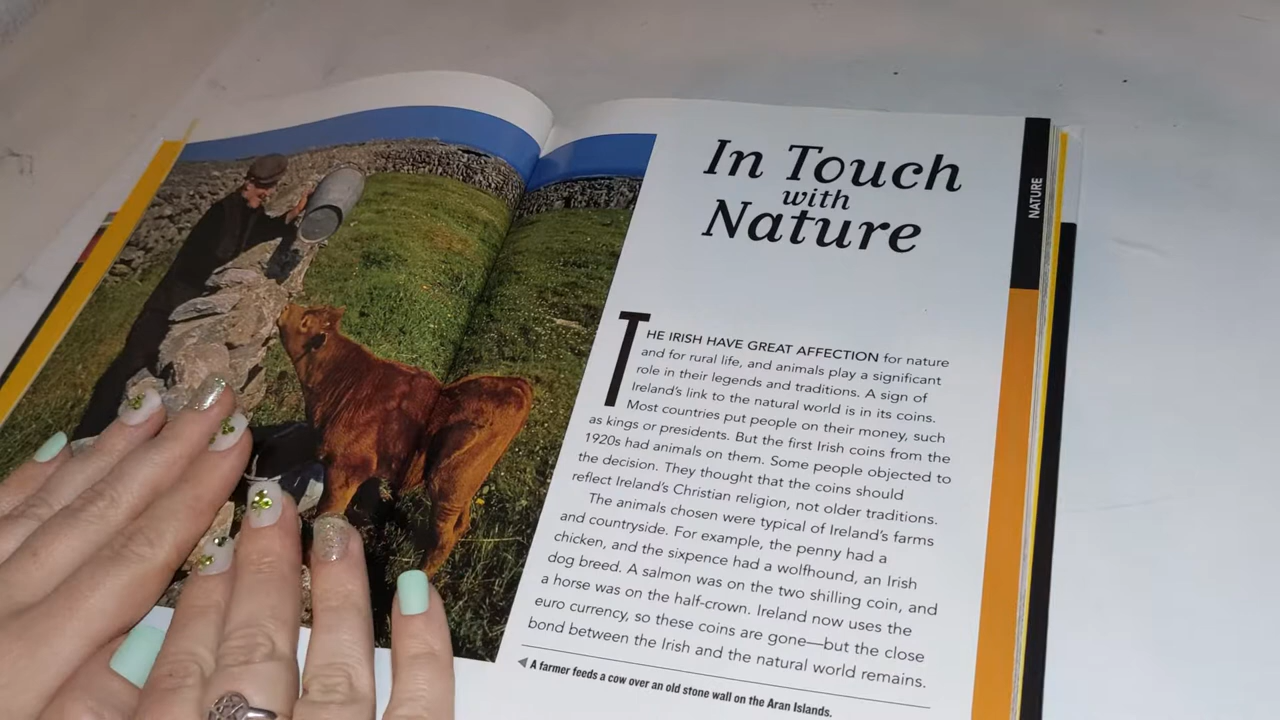 In Touch
with
Nature
NATURE
THE IRISH HAVE GREAT AFFECTION for nature
and for rural life, and animals play a significant
role in their legends and traditions. A sign of
Ireland's link to the natural world is in its coins.
Most countries put people on their money, such
as kings or presidents. But the first Irish coins from the
1920s had animals on them. Some people objected to
the decision. They thought that the coins should
reflect Ireland's Christian religion, not older traditions.
The animals chosen were typical of Ireland's farms
and countryside. For example, the penny had a
chicken, and the sixpence had a wolfhound, an Irish
dog breed. A salmon was on the two shilling coin, and
a horse was on the half-crown. Ireland now uses the
euro currency, so these coins are gone—but the close
bond between the Irish and the natural world remains.
◀ A farmer feeds a cow over an old stone wall on the Aran Islands.